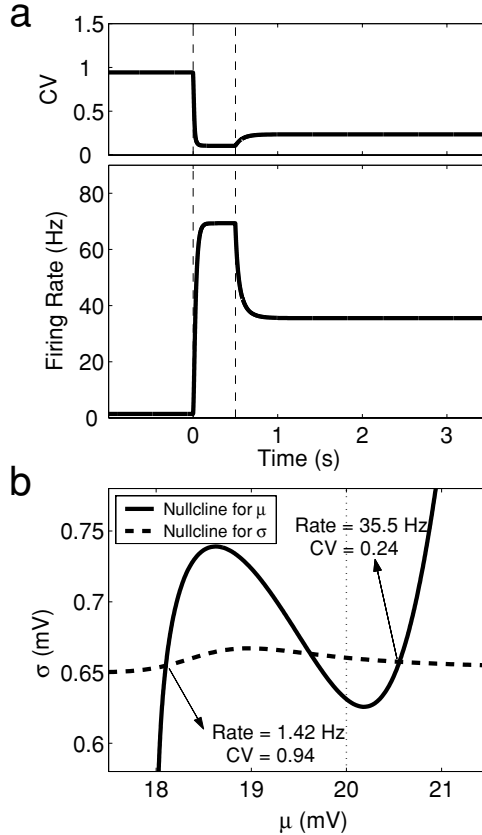 a
1.5
1
0.5
0
CV
80
60
40
20
0
Firing Rate (Hz)
0
1
2
3
Time (s)
b
Nullcline for μ
Nullcline for σ
Rate = 35.5 Hz
CV = 0.24
Rate = 1.42 Hz
CV = 0.94
0.75
0.7
0.65
0.6
σ (mV)
18
19
20
21
μ (mV)